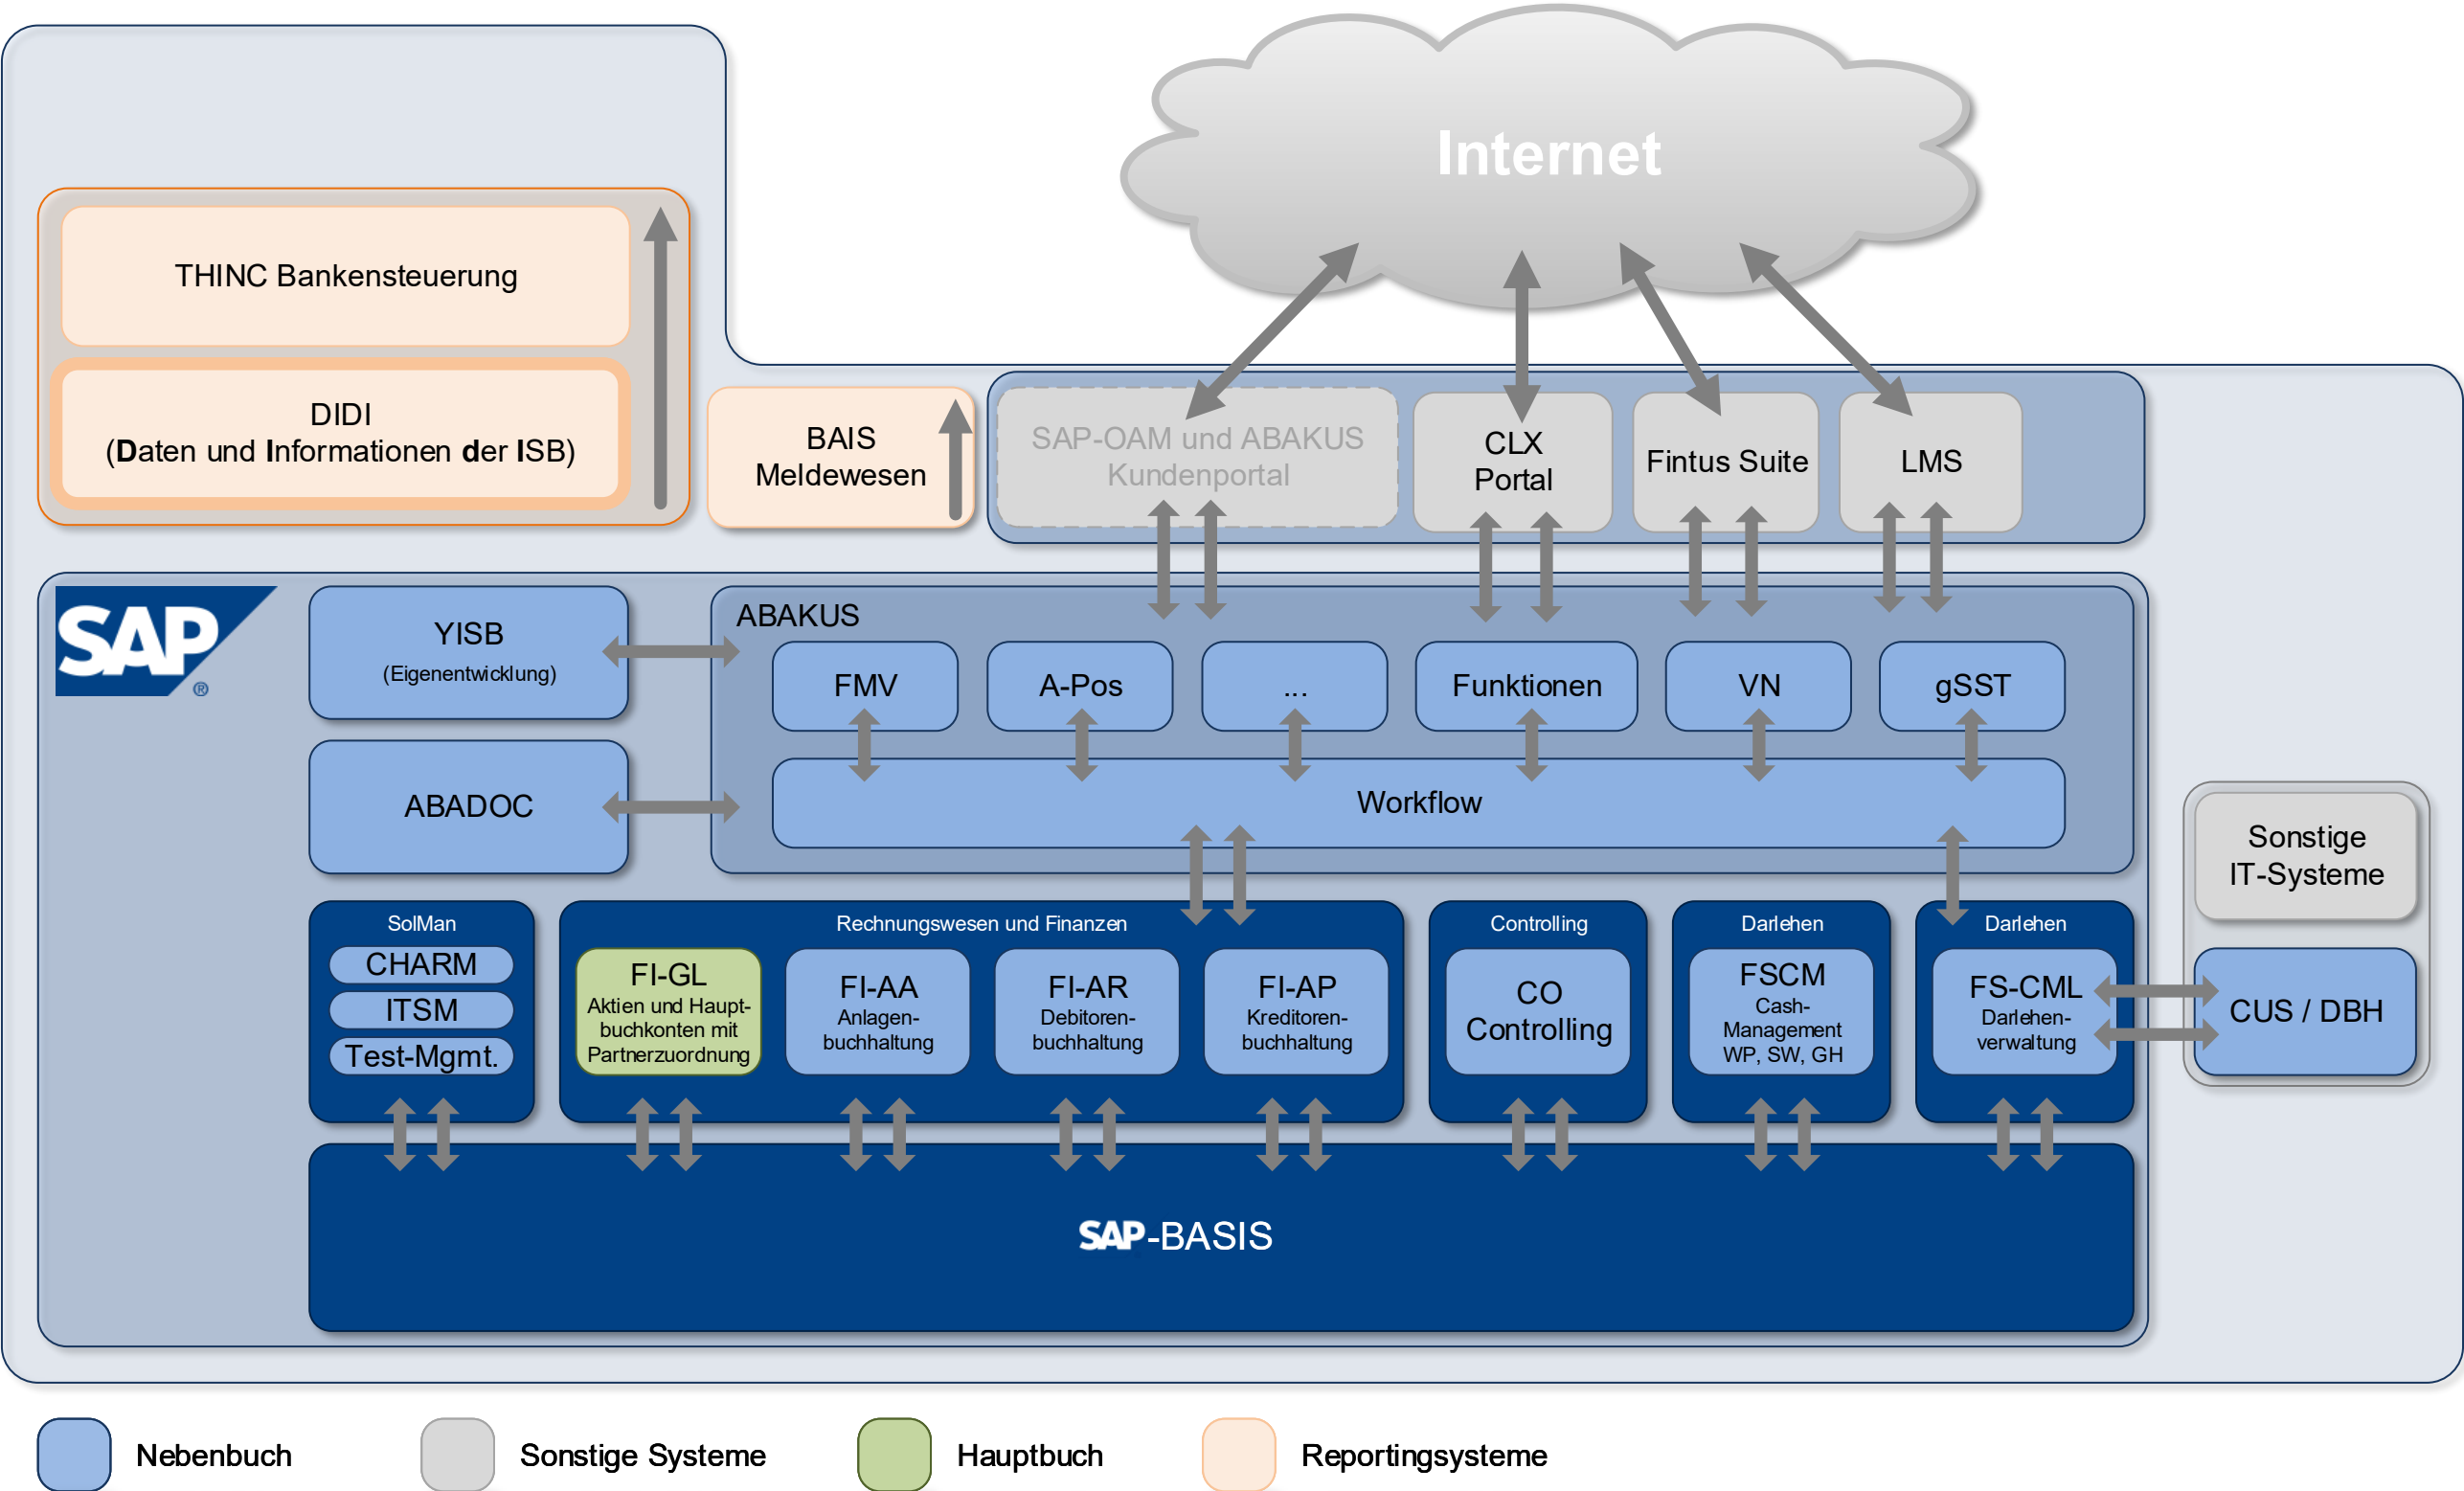 Internet
THINC Bankensteuerung
DIDI
(Daten und Informationen der ISB)
BAIS
Meldewesen
SAP-OAM und ABAKUS
Kundenportal
CLX
Portal
Fintus Suite
LMS
SAP
®
YISB
(Eigenentwicklung)
ABADOC
ABAKUS
FMV
A-Pos
...
Funktionen
VN
gSST
Workflow
Sonstige
IT-Systeme
CUS / DBH
SolMan
CHARM
ITSM
Test-Mgmt.
Rechnungswesen und Finanzen
FI-GL
Aktien und Haupt-
buchkonten mit
Partnerzuordnung
FI-AA
Anlagen-
buchhaltung
FI-AR
Debitoren-
buchhaltung
FI-AP
Kreditoren-
buchhaltung
Controlling
CO
Controlling
Darlehen
FSCM
Cash-
Management
WP, SW, GH
Darlehen
FS-CML
Darlehen-
verwaltung
SAP-BASIS
Nebenbuch
Sonstige Systeme
Hauptbuch
Reportingsysteme